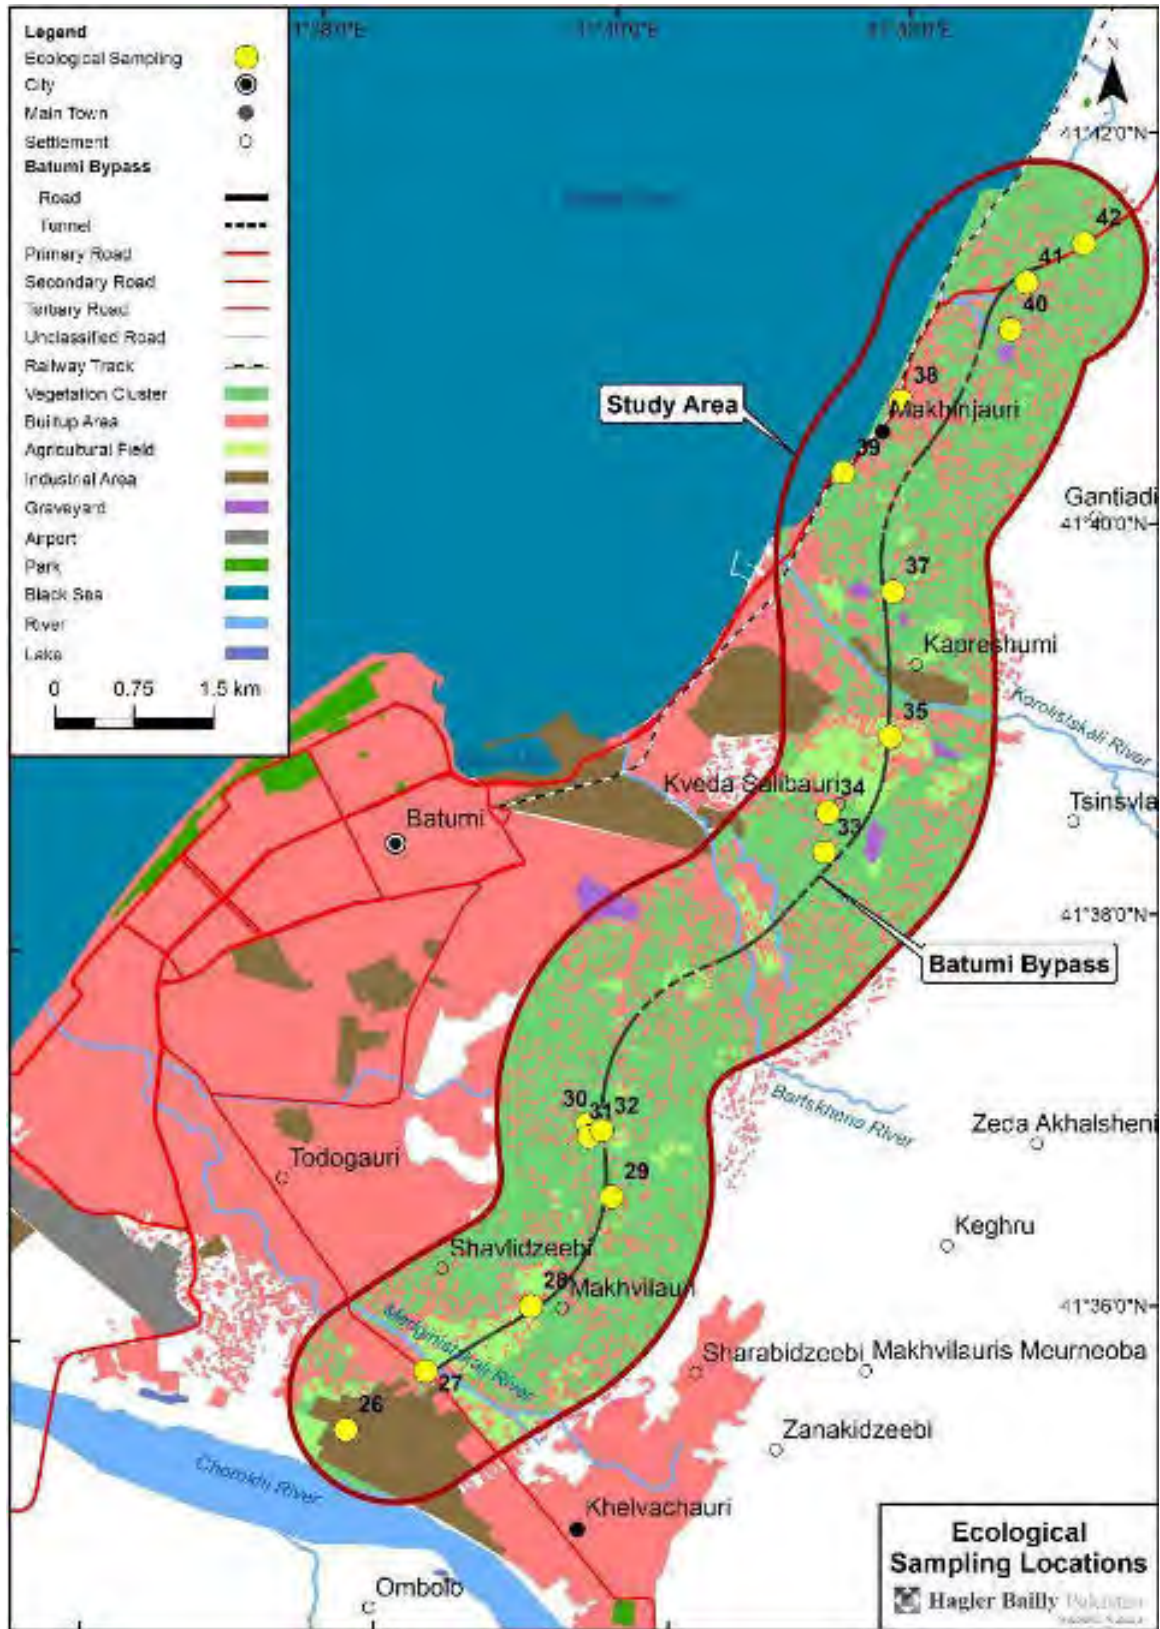 Legend
Ecological Sampling
City
Main Town
Settlement
Batumi Bypass
Road
Tunnel
Primary Road
Secondary Road
Tertiary Road
Unclassified Road
Railway Track
Vegetation Cluster
Builtup Area
Agricultural Field
Industrial Area
Graveyard
Airport
Park
Black Sea
River
Lake
0 0.75 1.5 km
N
41°42'0"N
42
41
40
38
Makhinjauri
Study Area
39
Gantiadi
41°40'0"N
37
Kapreshumi
35
Korolistskali River
Kveda Salibauri
34
Tsinsvla
Batumi
33
41°38'0"N
Batumi Bypass
30
31
32
Bartskhana River
Zeda Akhalsheni
Todogauri
29
Keghru
Shavlidzeebi
28
Makhvilauri
41°36'0"N
Sharabidzeebi
Makhvilauris Meurneoba
27
26
Zanakidzeebi
Chorokhi River
Khelvachauri
Ombolo
Ecological
Sampling Locations
Hagler Bailly Pakistan